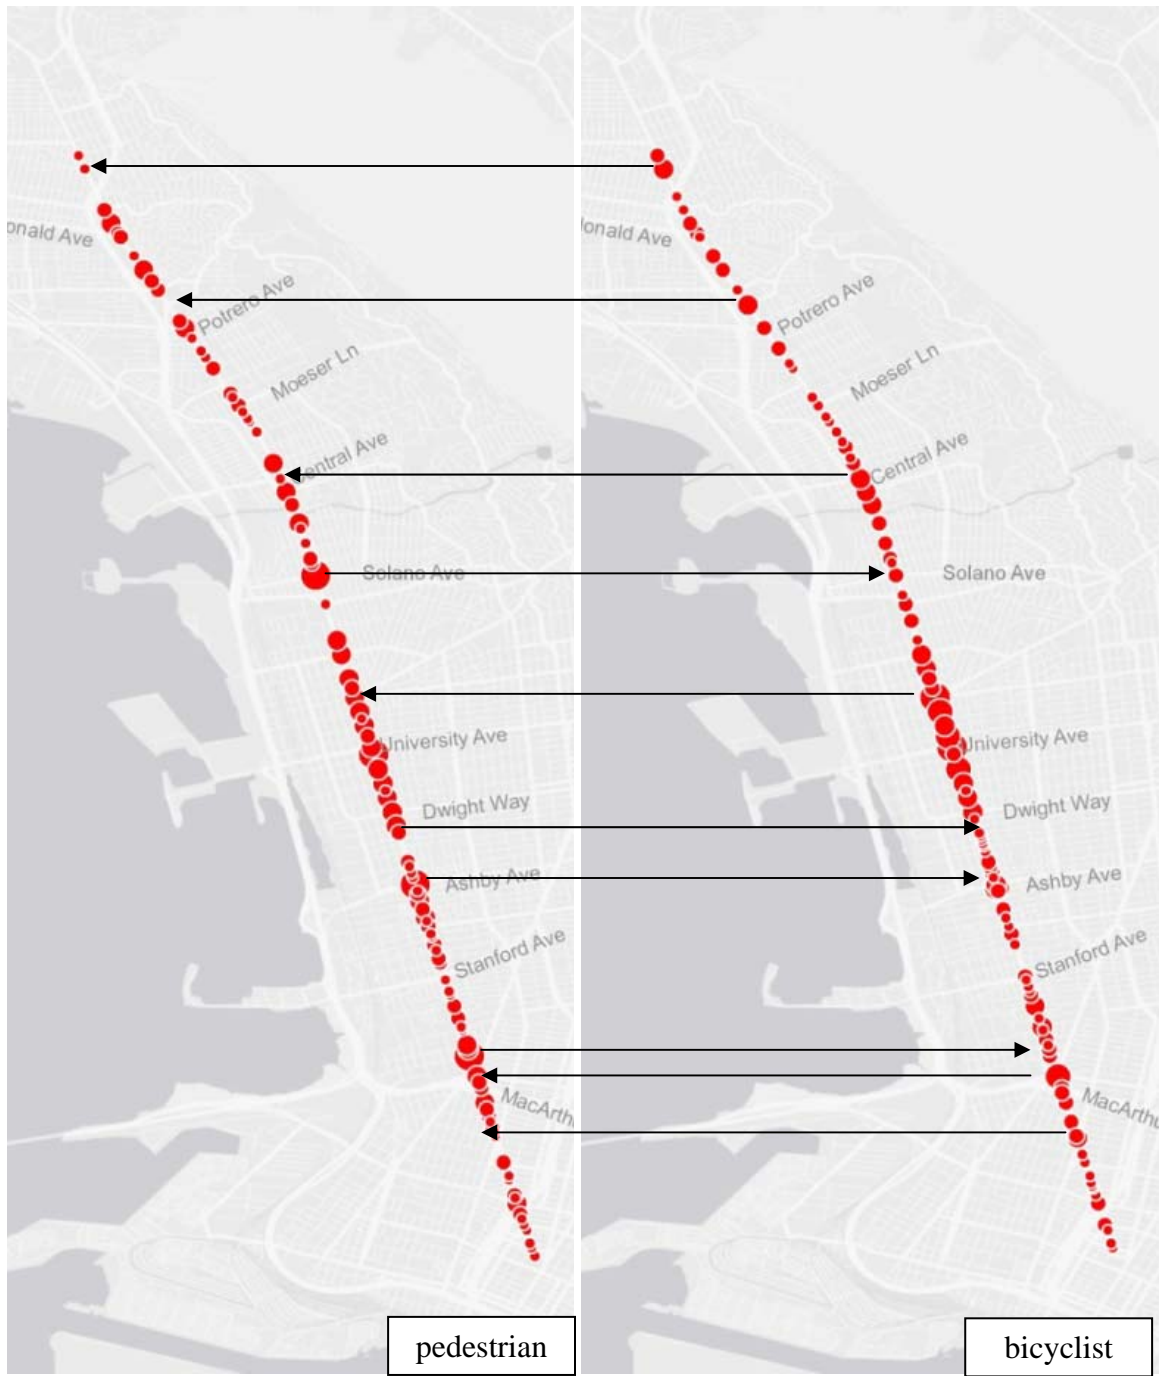 onald Ave
Potrero Ave
Moeser Ln
Central Ave
Solano Ave
University Ave
Dwight Way
Ashby Ave
Stanford Ave
MacArth
pedestrian
onald Ave
Potrero Ave
Moeser Ln
Central Ave
Solano Ave
University Ave
Dwight Way
Ashby Ave
Stanford Ave
MacArthu
bicyclist